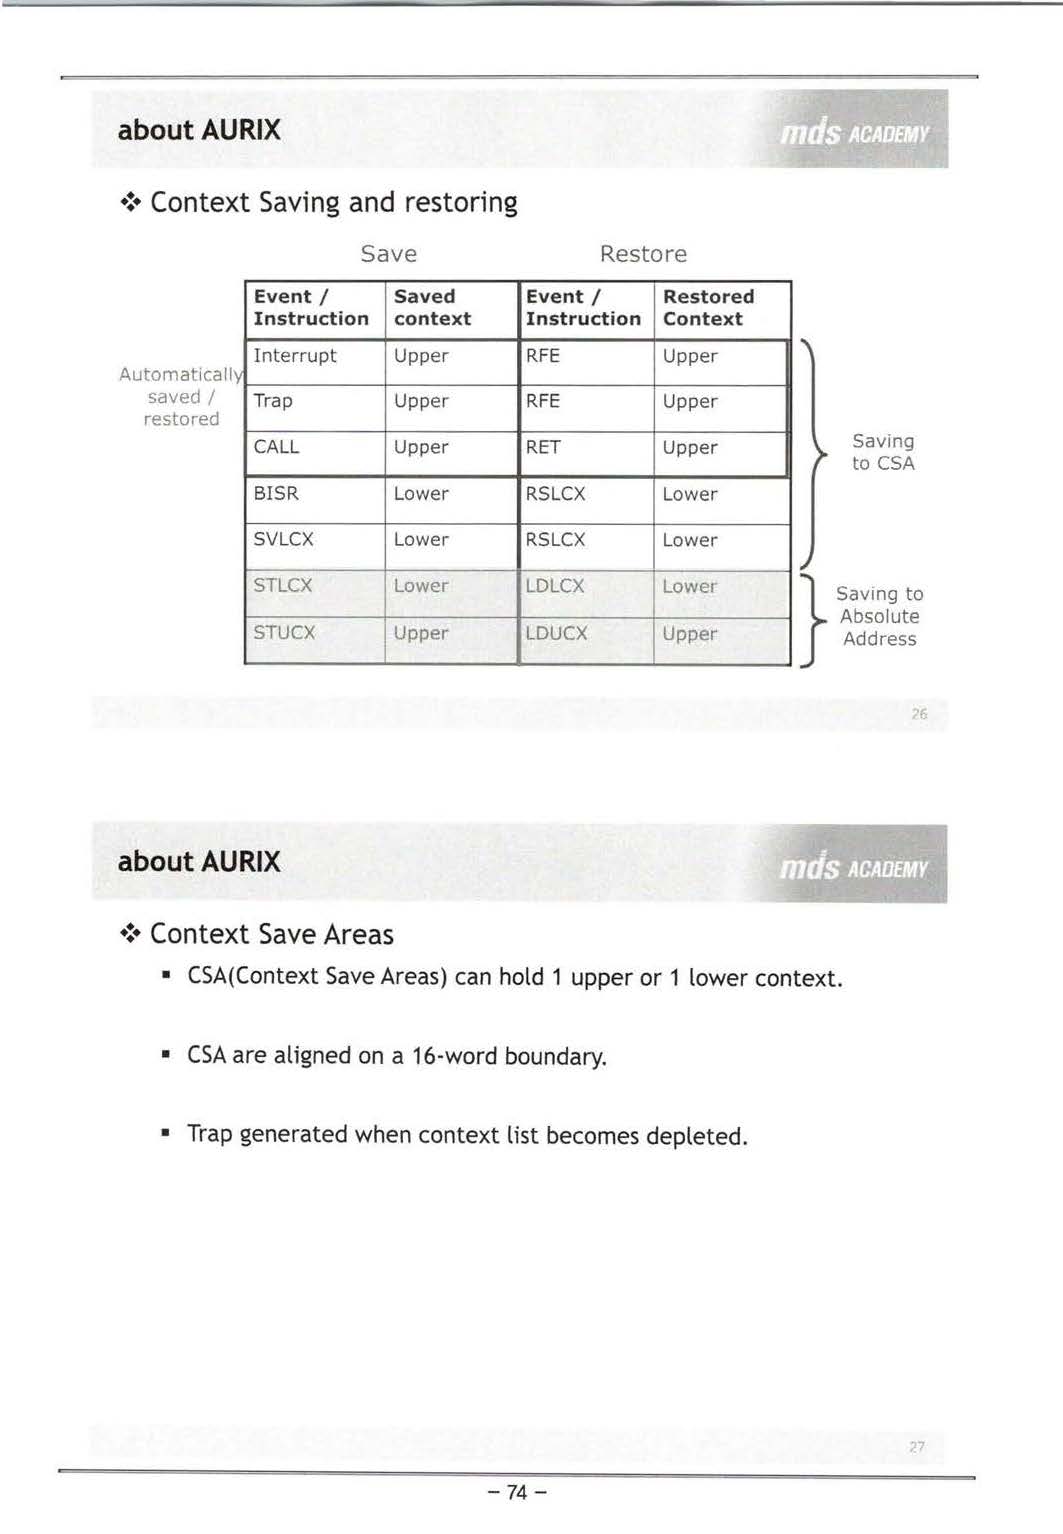 about AURIX
mds ACADEMY
❖ Context Saving and restoring
Save Restore
Event / Instruction Saved context Event / Instruction Restored Context
Interrupt Upper RFE Upper
Trap Upper RFE Upper
CALL Upper RET Upper
BISR Lower RSLCX Lower
SVLCX Lower RSLCX Lower
STLCX Lower LDLCX Lower
STUCX Upper LDUCX Upper
Automatically
saved /
restored
Saving
to CSA
Saving to
Absolute
Address
26
about AURIX
mds ACADEMY
❖ Context Save Areas
▪ CSA(Context Save Areas) can hold 1 upper or 1 lower context.
▪ CSA are aligned on a 16-word boundary.
▪ Trap generated when context list becomes depleted.
27
- 74 -